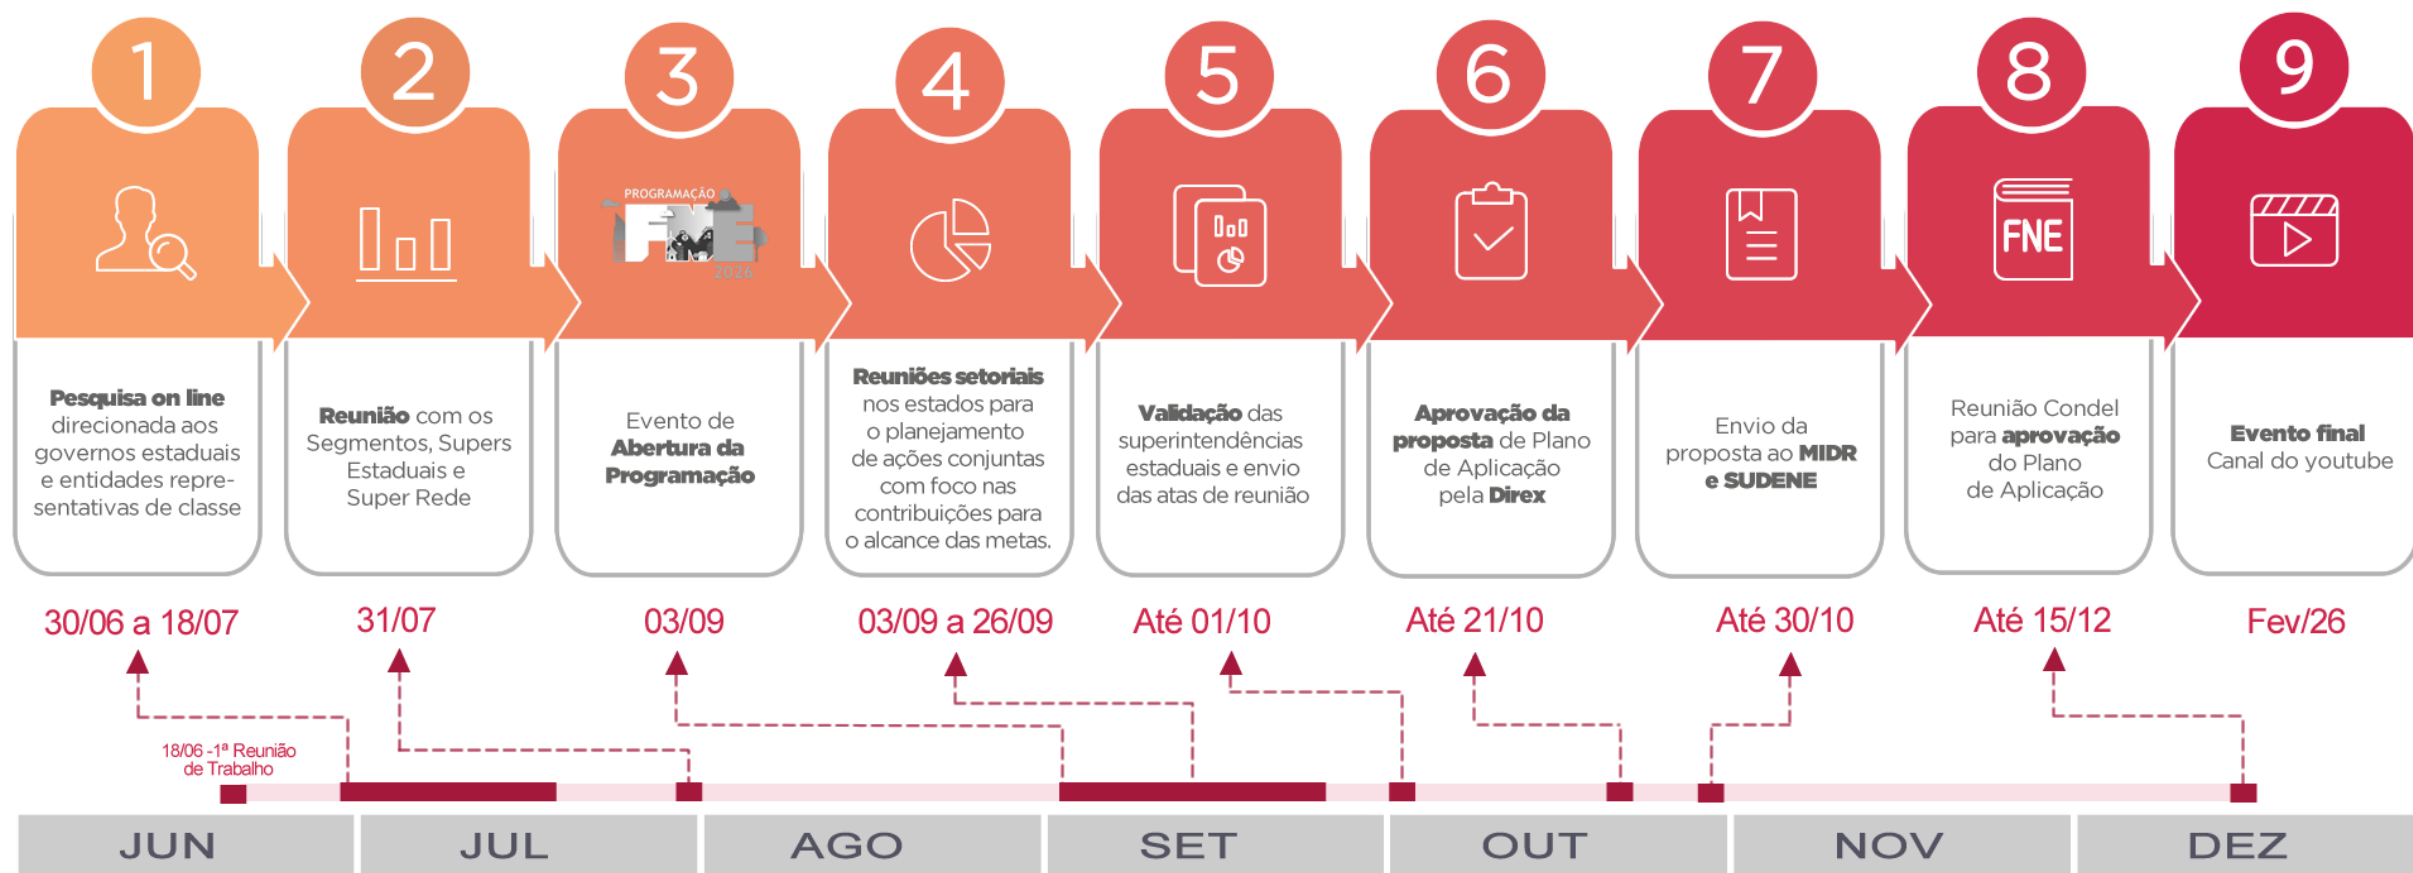 1
2
3
4
5
6
7
8
9
PROGRAMAÇÃO
FNE
2026
FNE
Pesquisa on line
direcionada aos
governos estaduais
e entidades repre-
sentativas de classe
Reunião com os
Segmentos, Supers
Estaduais e
Super Rede
Evento de
Abertura da
Programação
Reuniões setoriais
nos estados para
o planejamento
de ações conjuntas
com foco nas
contribuições para
o alcance das metas.
Validação das
superintendências
estaduais e envio
das atas de reunião
Aprovação da
proposta de Plano
de Aplicação
pela Direx
Envio da
proposta ao MIDR
e SUDENE
Reunião Condel
para aprovação
do Plano
de Aplicação
Evento final
Canal do youtube
30/06 a 18/07
31/07
03/09
03/09 a 26/09
Até 01/10
Até 21/10
Até 30/10
Até 15/12
Fev/26
18/06 -1ª Reunião
de Trabalho
JUN
JUL
AGO
SET
OUT
NOV
DEZ